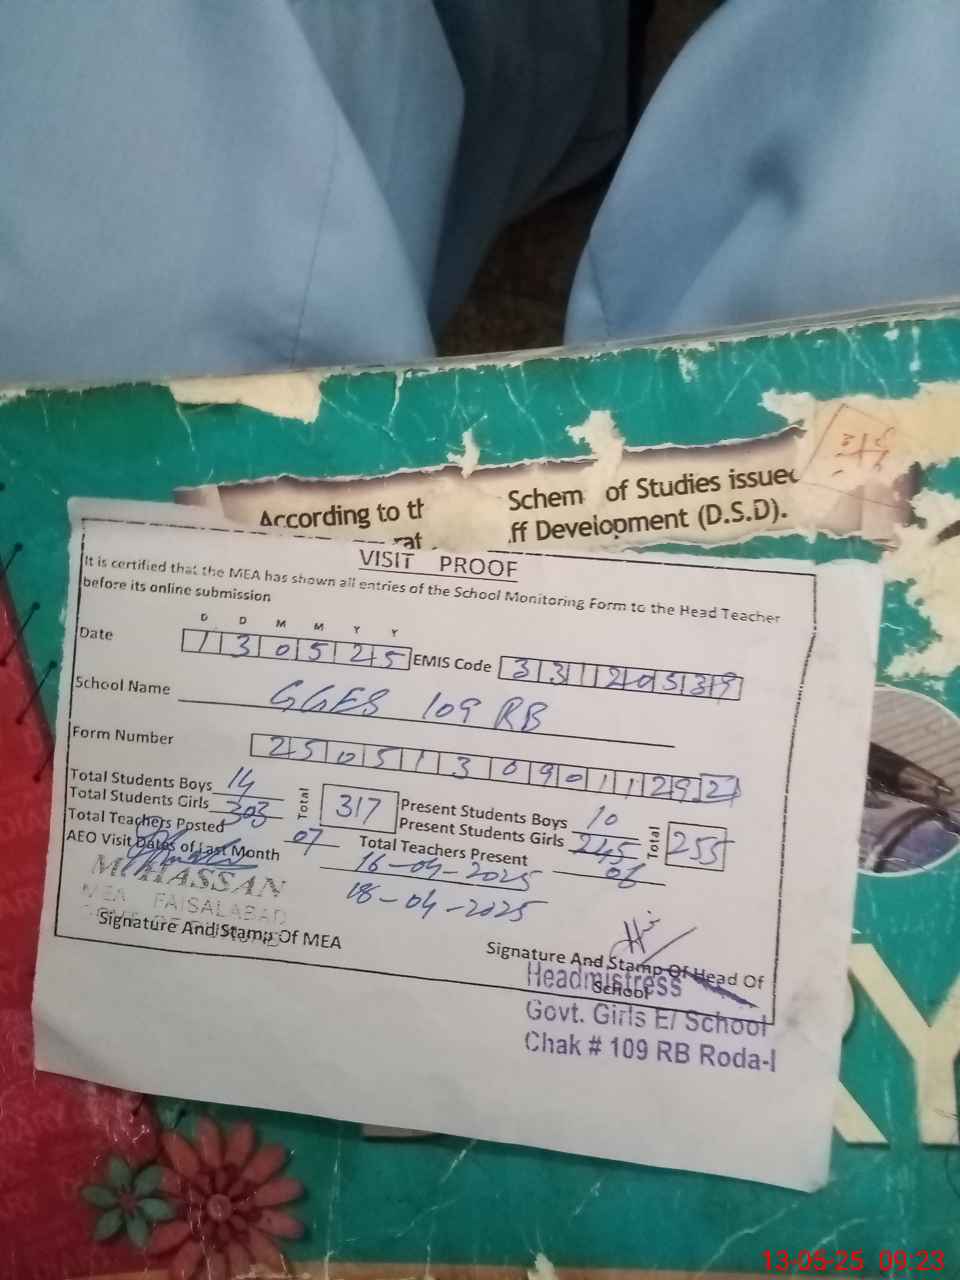 According to th Schem of Studies issued
rat ff Development (D.S.D).
VISIT PROOF
It is certified that the MEA has shown all entries of the School Monitoring Form to the Head Teacher
before its online submission
D D M M Y Y
Date 1 3 0 5 2 5 EMIS Code 3 3 1 2 0 5 3 9
School Name GGES 109 RB
Form Number 2 5 0 5 1 3 0 9 0 1 1 2 9 2
Total Students Boys 14 Total 317 Present Students Boys 10 Total 255
Total Students Girls 303 Present Students Girls 245
Total Teachers Posted 07 Total Teachers Present 06
AEO Visit Dates of Last Month 16-04-2025
18-04-2025
M. HASSAN
MEA FAISALABAD
Signature And Stamp Of MEA
Signature And Stamp Of Head Of
School
Headmistress
Govt. Girls E/ School
Chak # 109 RB Roda-I
13-05-25 09:23